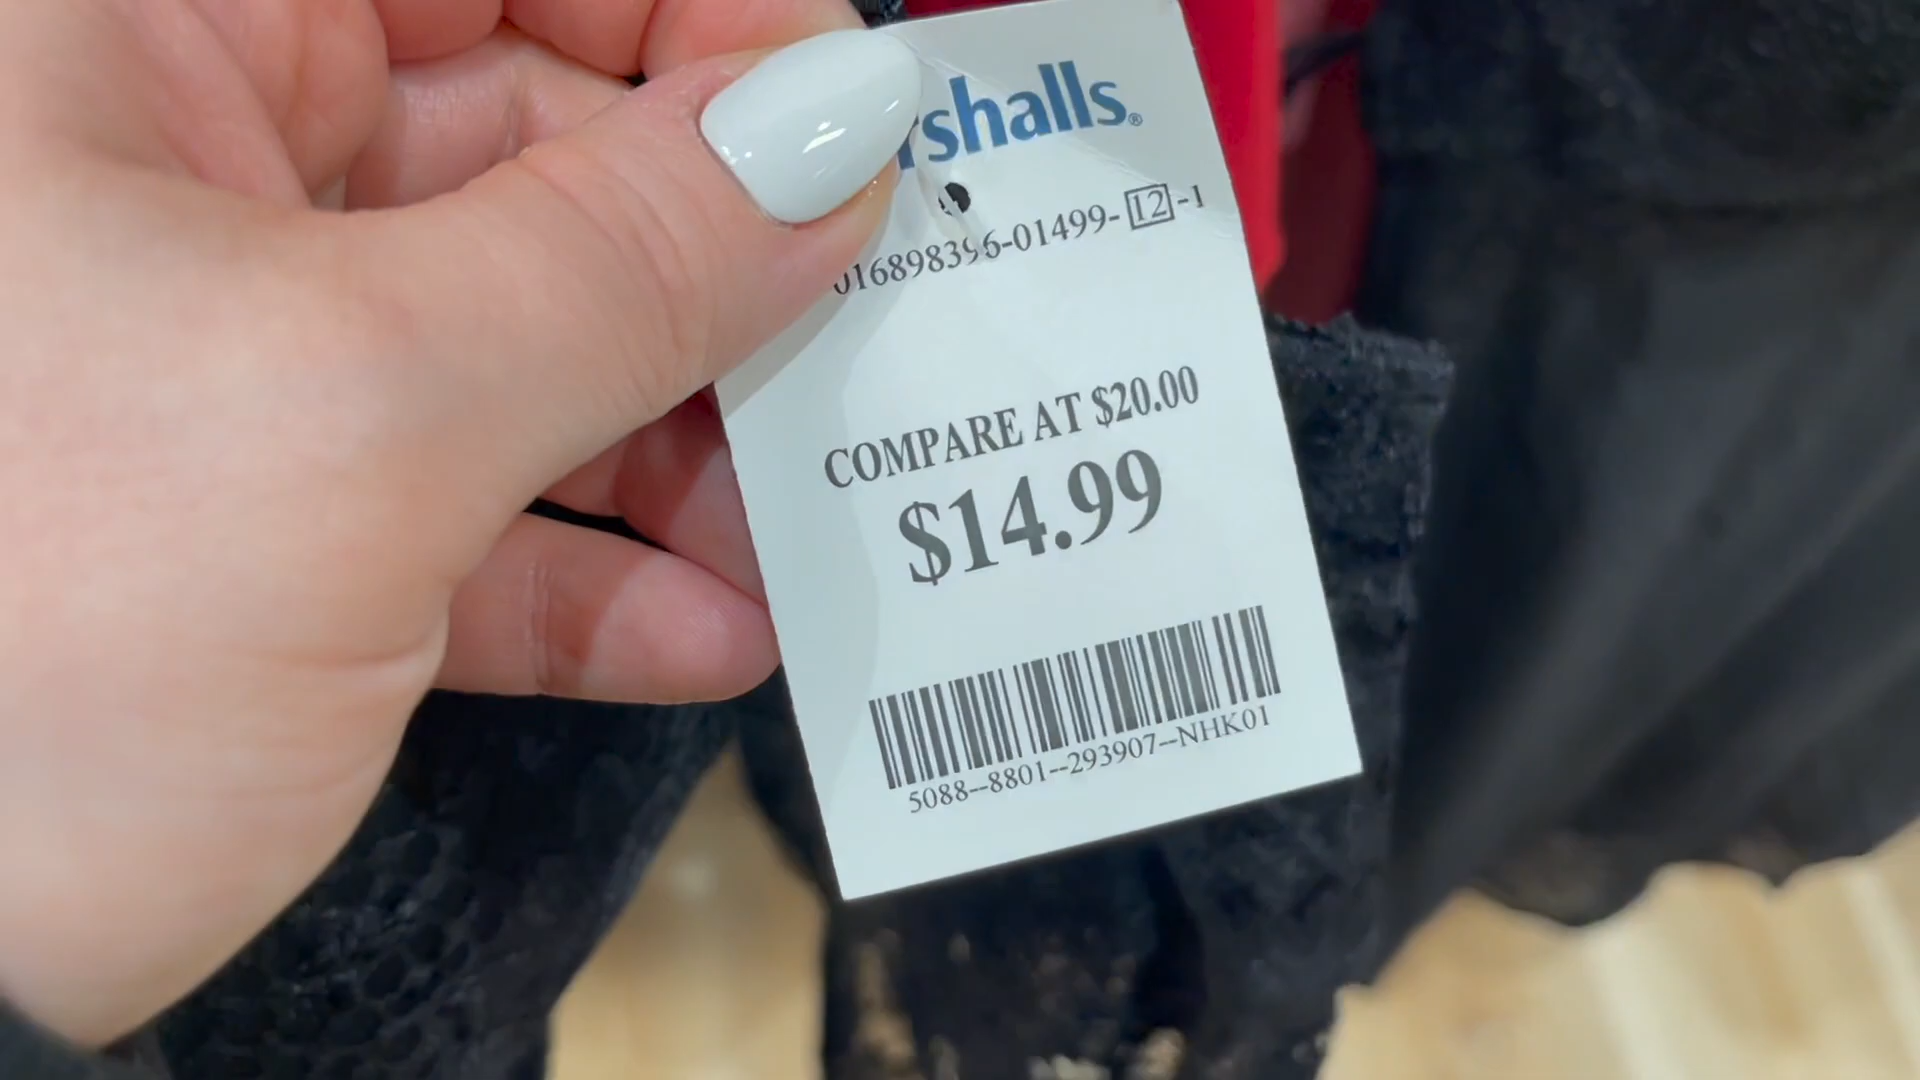 rshalls®
016898396-01499-12-1
COMPARE AT $20.00
$14.99
5088--8801--293907--NHK01